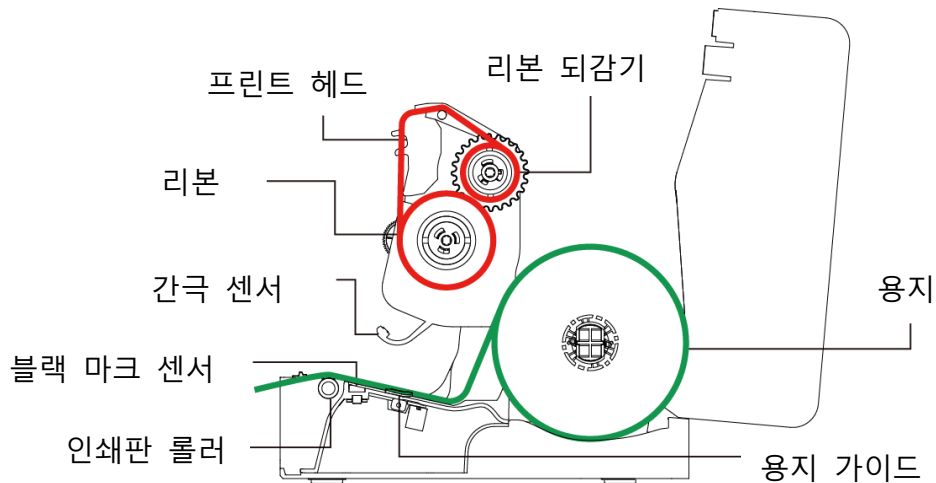 프린트 헤드
리본 되감기
리본
간극 센서
용지
블랙 마크 센서
인쇄판 롤러
용지 가이드